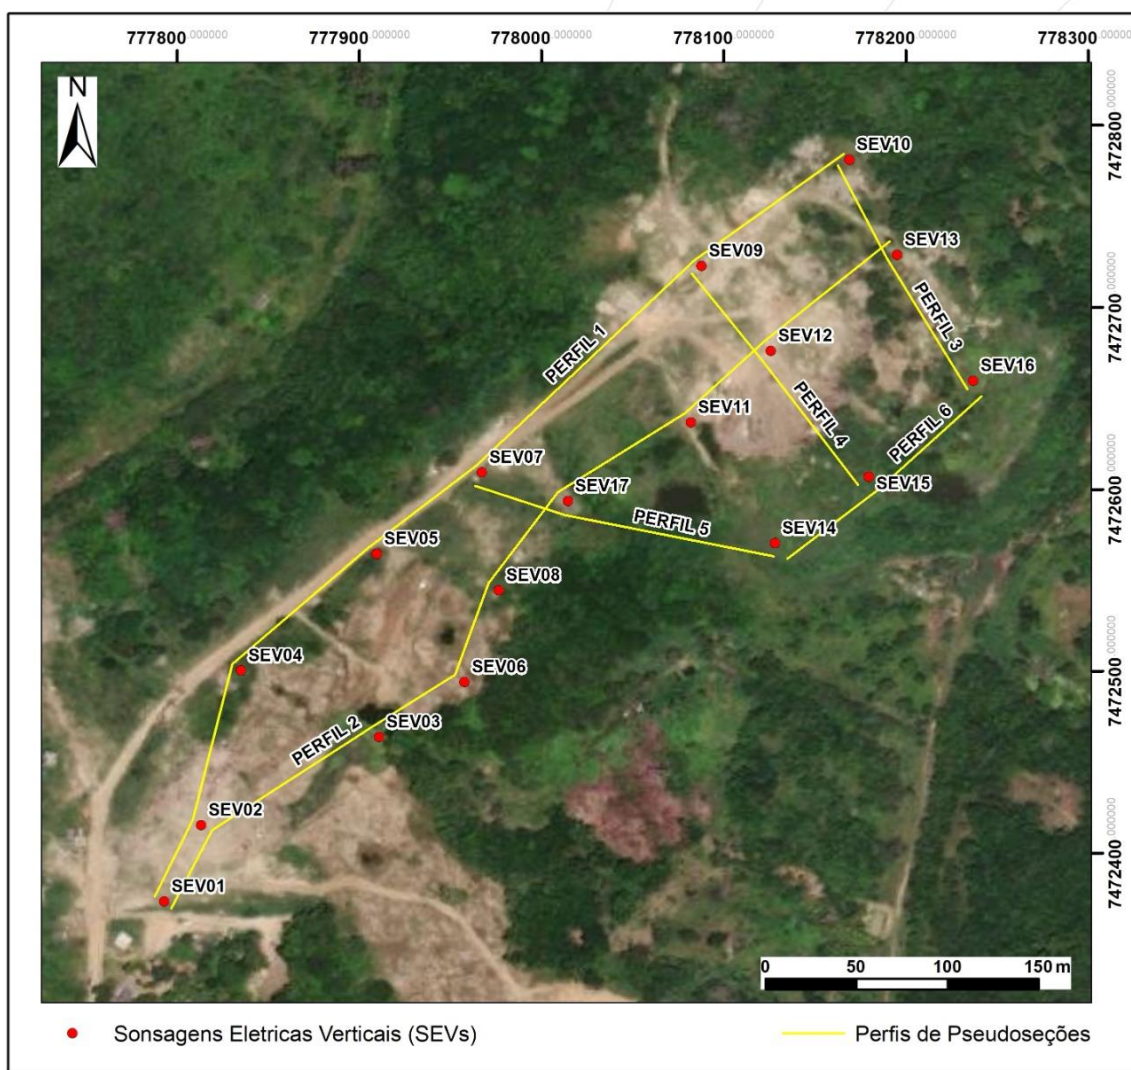 777800 000000 777900 000000 778000 000000 778100 000000 778200 000000 778300 000000
N
7472800 000000
SEV10
SEV13
SEV09
7472700 000000
PERFIL 3
PERFIL 1
SEV12
SEV16
PERFIL 4
SEV11
PERFIL 6
SEV07
SEV17
SEV15
7472600 000000
PERFIL 5
SEV14
SEV05
SEV08
SEV04
SEV06
7472500 000000
PERFIL 2
SEV03
SEV02
7472400 000000
SEV01
0 50 100 150 m
Sonsagens Eletricas Verticais (SEVs)
Perfis de Pseudoseções